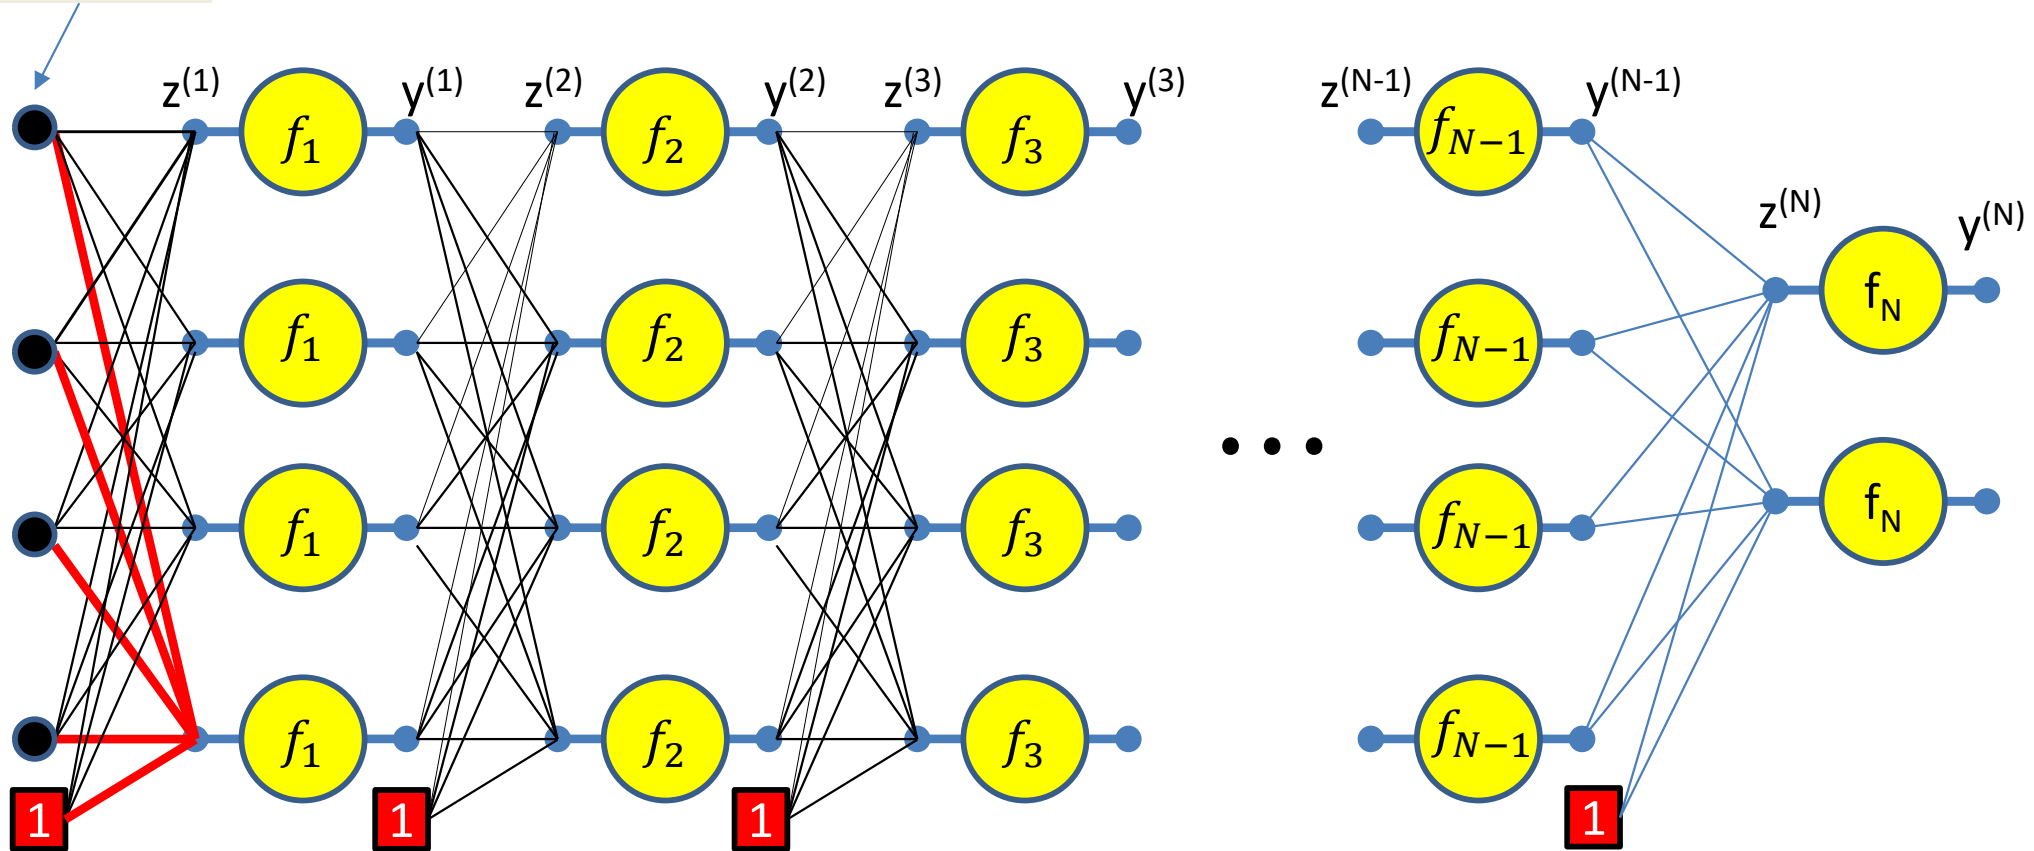 z(1) y(1) z(2) y(2) z(3) y(3) z(N-1) y(N-1)
f1 f2 f3 fN−1
z(N) y(N)
fN
f1 f2 f3 fN−1
f1 f2 f3 fN−1
fN
f1 f2 f3 fN−1
1 1 1 1